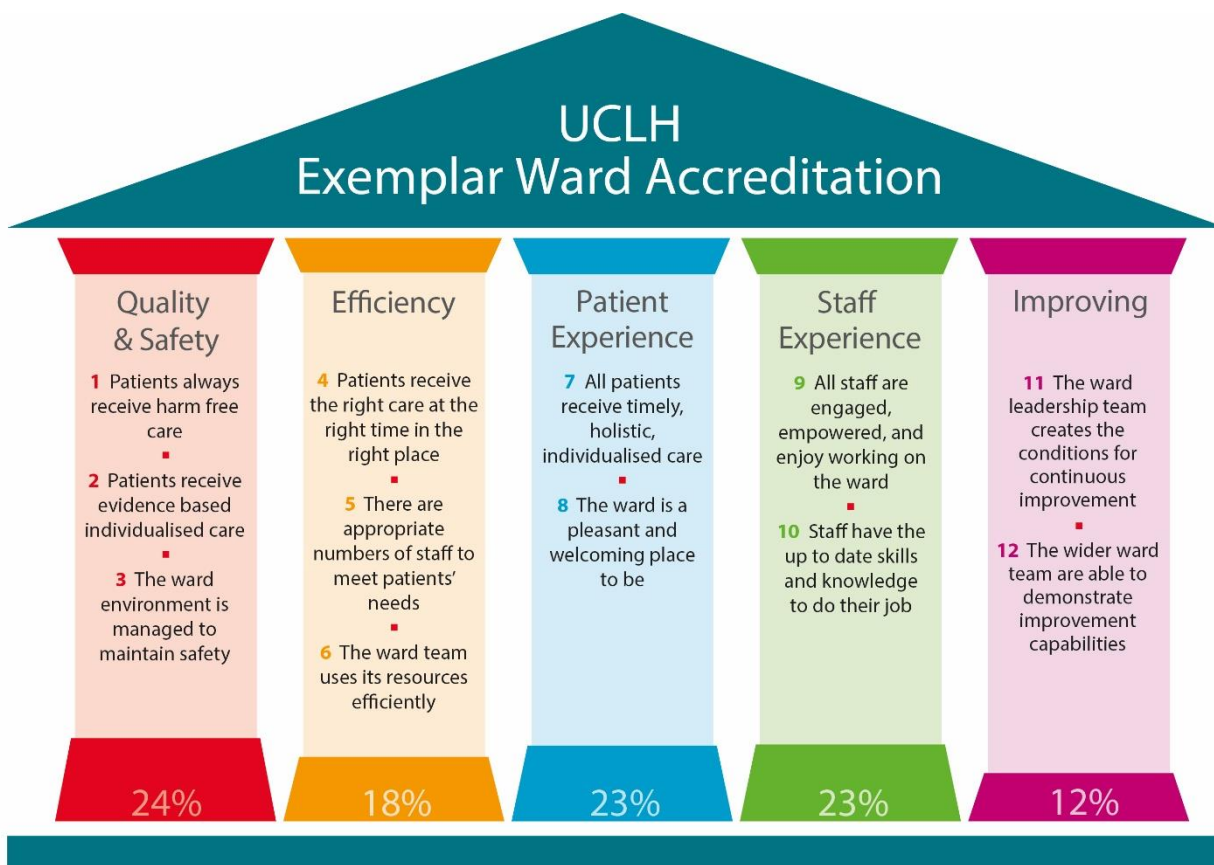 UCLH
Exemplar Ward Accreditation
Quality
& Safety
1 Patients always
receive harm free
care
2 Patients receive
evidence based
individualised care
3 The ward
environment is
managed to
maintain safety
24%
Efficiency
4 Patients receive
the right care at the
right time in the
right place
5 There are
appropriate
numbers of staff to
meet patients’
needs
6 The ward team
uses its resources
efficiently
18%
Patient
Experience
7 All patients
receive timely,
holistic,
individualised care
8 The ward is a
pleasant and
welcoming place
to be
23%
Staff
Experience
9 All staff are
engaged,
empowered, and
enjoy working on
the ward
10 Staff have the
up to date skills
and knowledge
to do their job
23%
Improving
11 The ward
leadership team
creates the
conditions for
continuous
improvement
12 The wider ward
team are able to
demonstrate
improvement
capabilities
12%